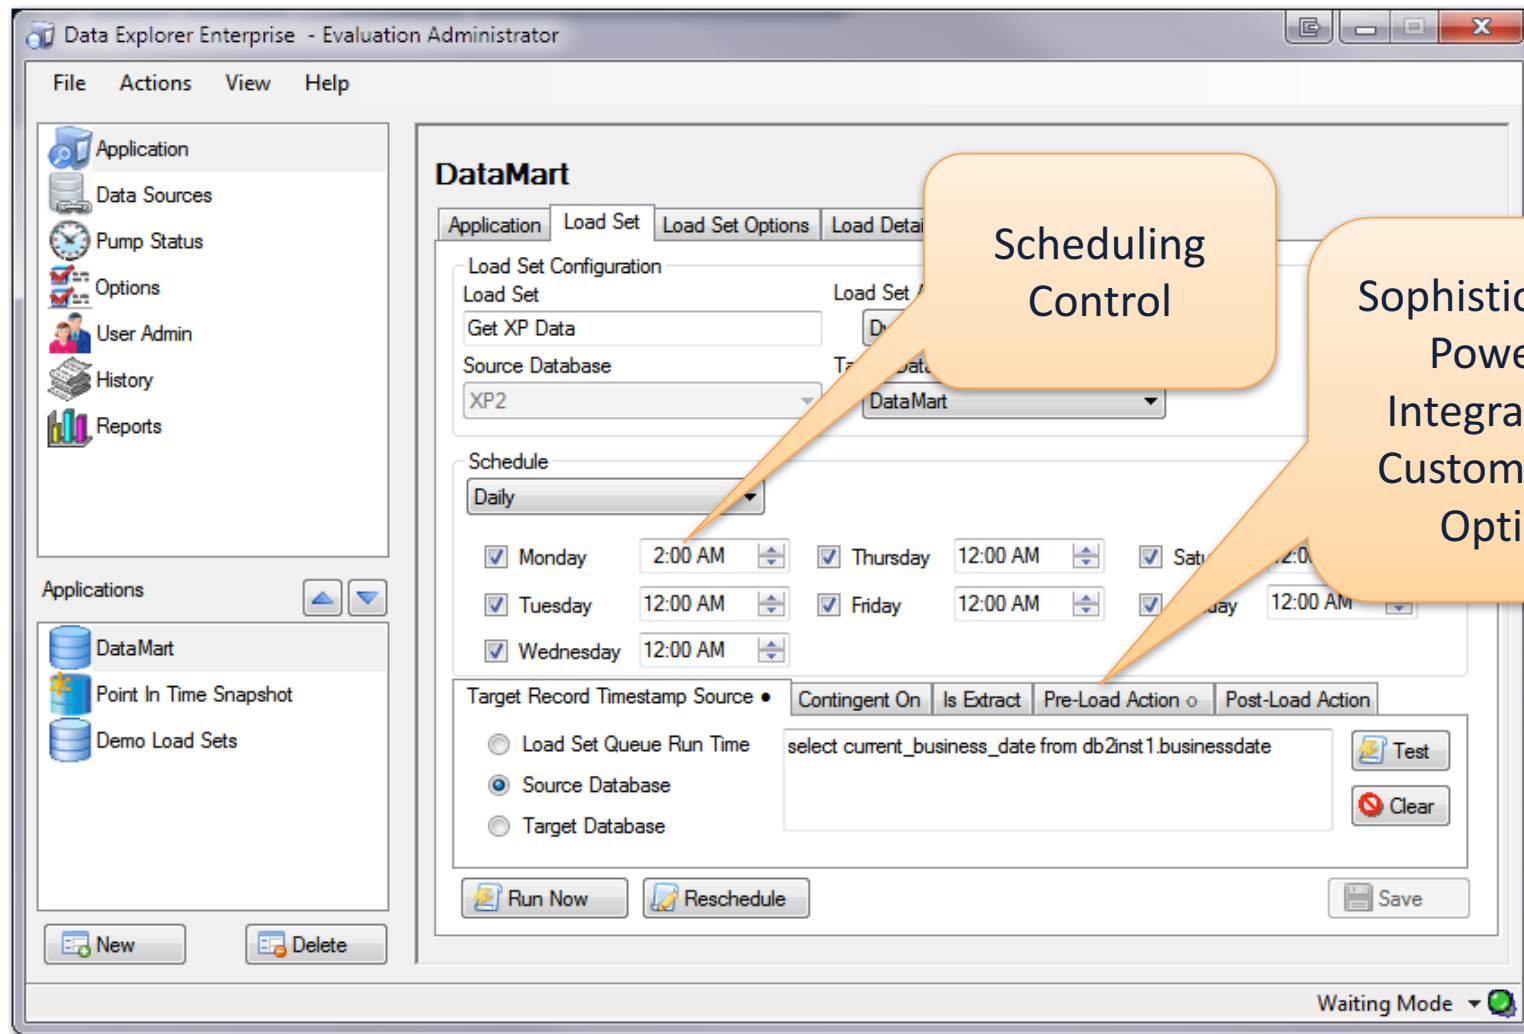 Data Explorer Enterprise - Evaluation Administrator
File Actions View Help
Application
Data Sources
Pump Status
Options
User Admin
History
Reports
Applications
DataMart
Point In Time Snapshot
Demo Load Sets
New Delete
DataMart
Application Load Set Load Set Options Load
Load Set Configuration
Load Set Load Set
Get XP Data
Source Database
XP2 DataMart
Schedule
Daily
Monday 2:00 AM Thursday 12:00 AM
Tuesday 12:00 AM Friday 12:00 AM 12:00 AM
Wednesday 12:00 AM
Target Record Timestamp Source ● Contingent On Is Extract Pre-Load Action ○ Post-Load Action
Load Set Queue Run Time select current_business_date from db2inst1.businessdate Test
Source Database
Target Database Clear
Run Now Reschedule Save
Waiting Mode
Scheduling
Control